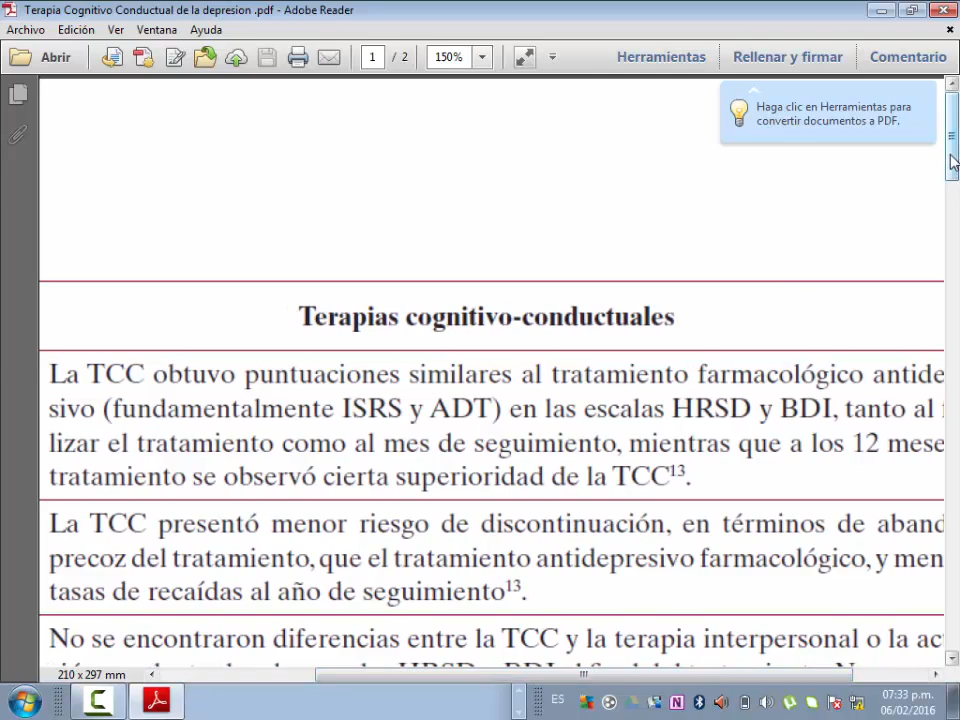 Terapia Cognitivo Conductual de la depresion .pdf - Adobe Reader
Archivo Edición Ver Ventana Ayuda
Abrir 1 / 2 150% Herramientas Rellenar y firmar Comentario
Haga clic en Herramientas para
convertir documentos a PDF.
Terapias cognitivo-conductuales
La TCC obtuvo puntuaciones similares al tratamiento farmacológico antide
sivo (fundamentalmente ISRS y ADT) en las escalas HRSD y BDI, tanto al
lizar el tratamiento como al mes de seguimiento, mientras que a los 12 mese
tratamiento se observó cierta superioridad de la TCC13.
La TCC presentó menor riesgo de discontinuación, en términos de aband
precoz del tratamiento, que el tratamiento antidepresivo farmacológico, y men
tasas de recaídas al año de seguimiento13.
No se encontraron diferencias entre la TCC y la terapia interpersonal o la ac
210 x 297 mm
ES 07:33 p.m.
06/02/2016